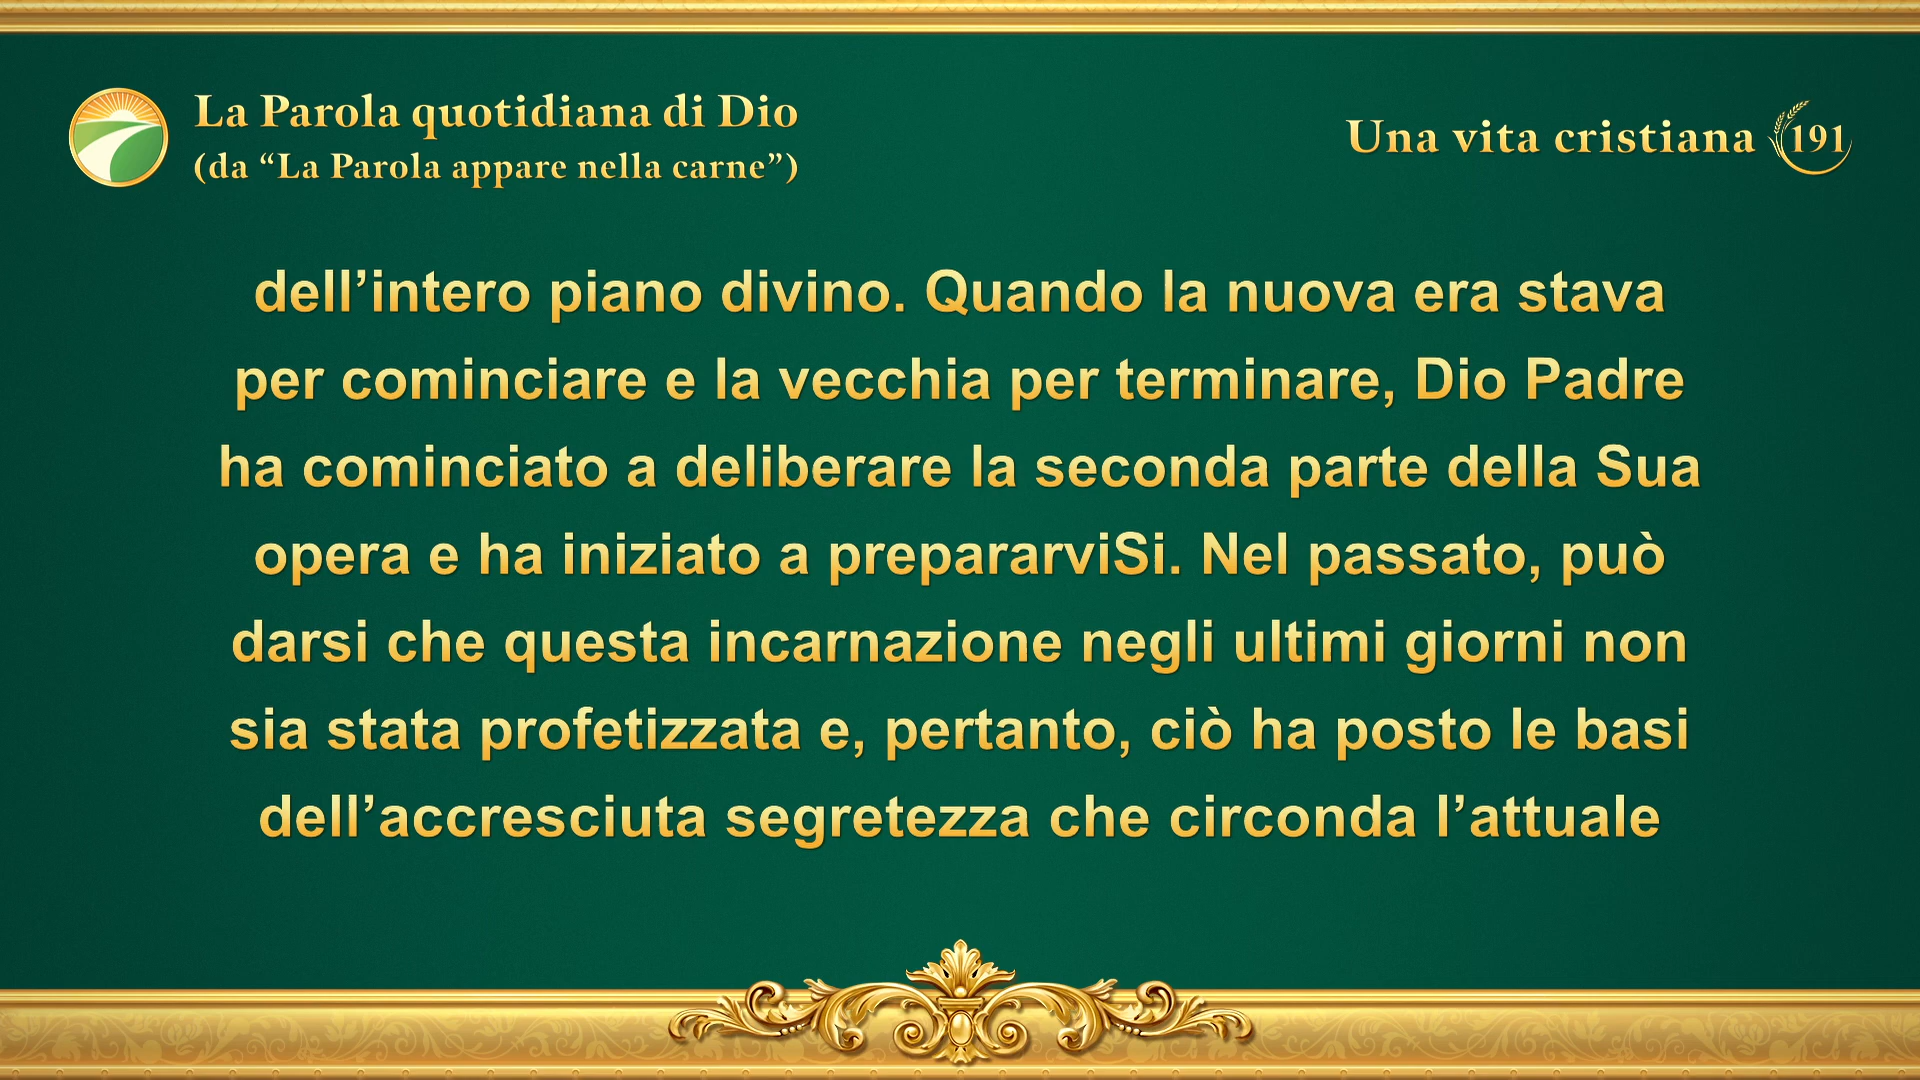 La Parola quotidiana di Dio
(da “La Parola appare nella carne”)
Una vita cristiana 191
dell’intero piano divino. Quando la nuova era stava
per cominciare e la vecchia per terminare, Dio Padre
ha cominciato a deliberare la seconda parte della Sua
opera e ha iniziato a prepararviSi. Nel passato, può
darsi che questa incarnazione negli ultimi giorni non
sia stata profetizzata e, pertanto, ciò ha posto le basi
dell’accresciuta segretezza che circonda l’attuale